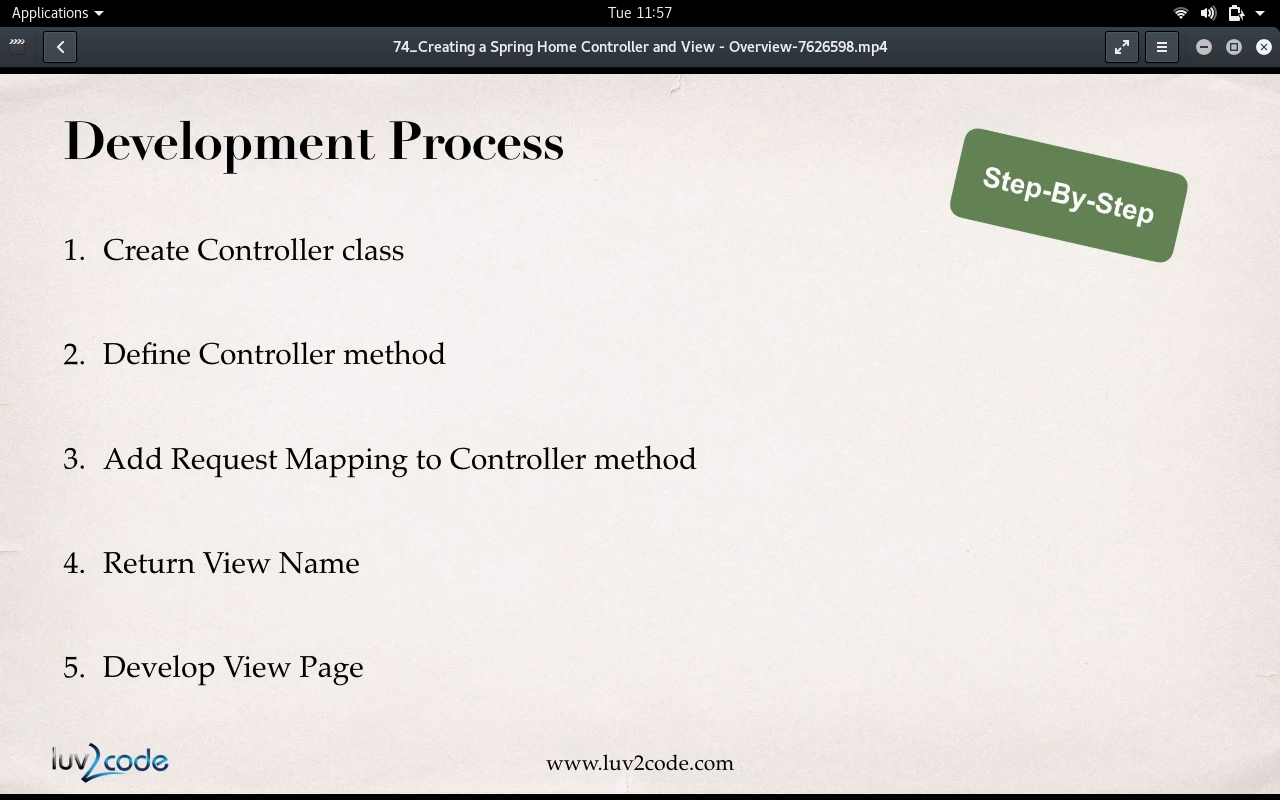 Applications
Tue 11:57
74_Creating a Spring Home Controller and View - Overview-7626598.mp4
Development Process
Step-By-Step
1. Create Controller class
2. Define Controller method
3. Add Request Mapping to Controller method
4. Return View Name
5. Develop View Page
luv2code
www.luv2code.com